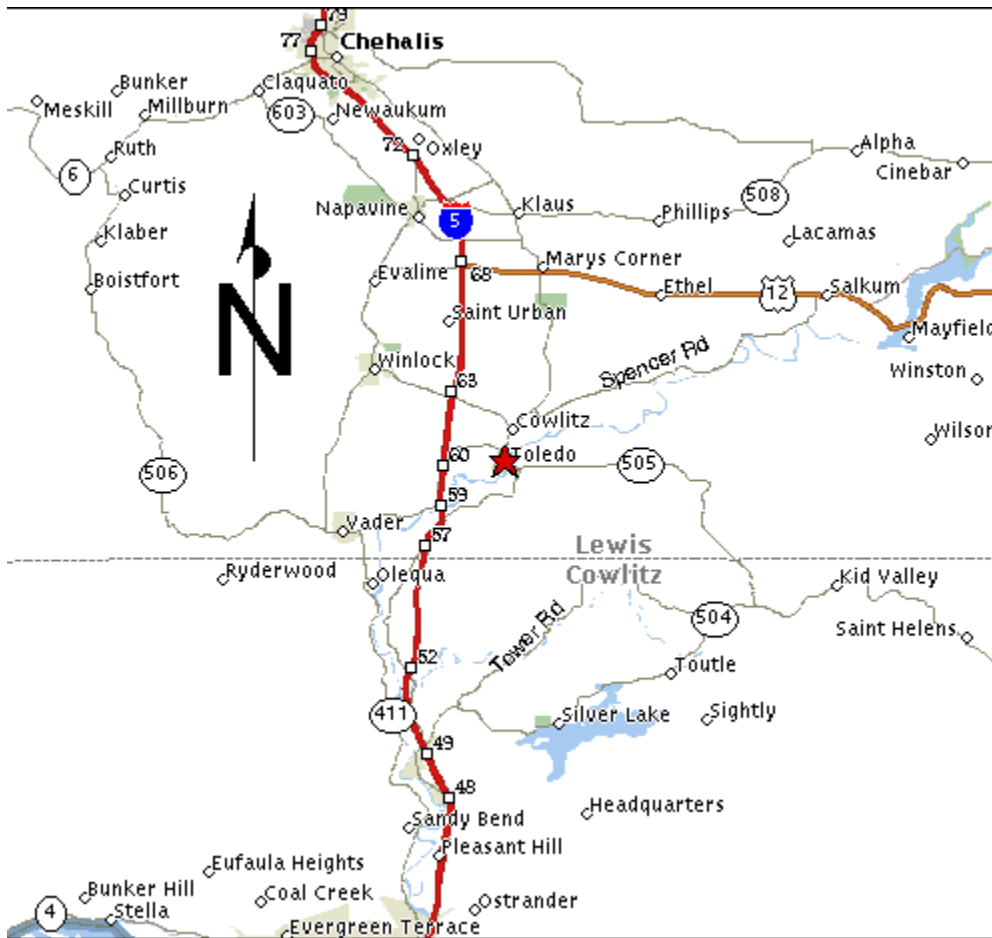 79
77
Chehalis
Bunker
Claquato
Meskill
Millburn
603
Newaukum
72
Oxley
Ruth
Alpha
Cinebar
6
Curtis
508
Napavine
Klaus
Phillips
5
Klaber
Lacamas
Marys Corner
Evaline
68
Boistfort
Ethel
12
Salkum
N
Saint Urban
Mayfield
Spencer Rd
Winlock
Winston
63
Cowlitz
Wilson
Toledo
60
505
506
59
Vader
57
Lewis
Cowlitz
Ryderwood
Olequa
Kid Valley
504
Saint Helens
Tower Rd
52
Toutle
411
Silver Lake
Sightly
49
48
Headquarters
Sandy Bend
Pleasant Hill
Eufaula Heights
Bunker Hill
Coal Creek
Ostrander
4
Stella
Evergreen Terrace